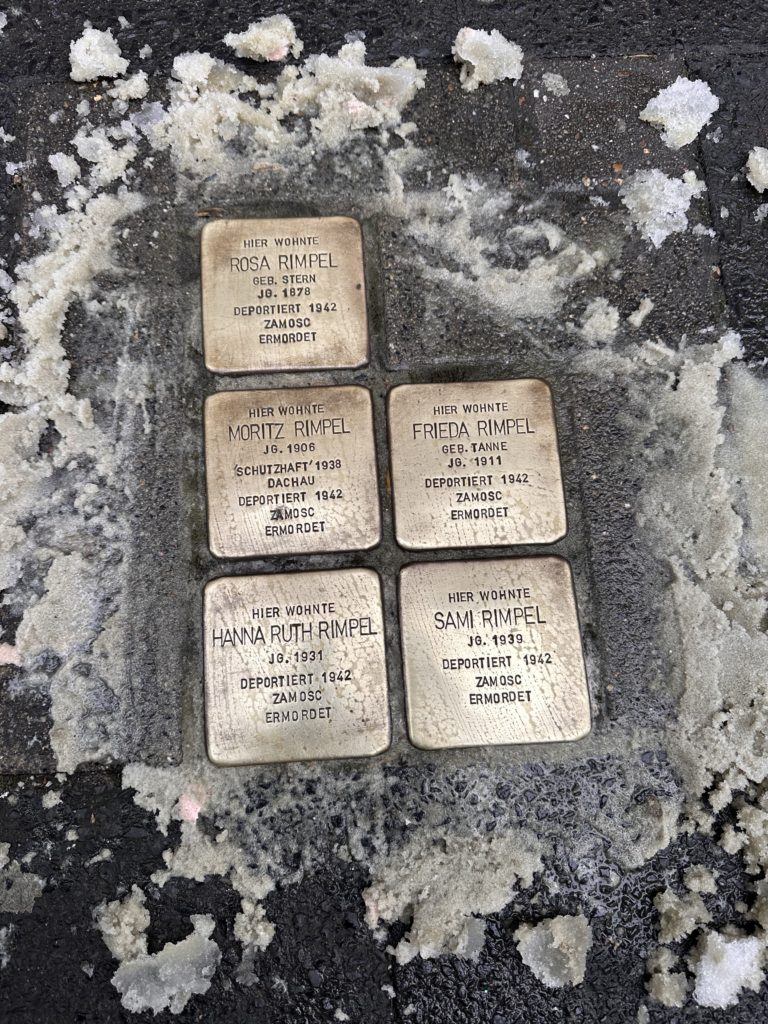 HIER WOHNTE
ROSA RIMPEL
GEB. STERN
JG. 1878
DEPORTIERT 1942
ZAMOSC
ERMORDET
HIER WOHNTE
MORITZ RIMPEL
JG. 1906
'SCHUTZHAFT' 1938
DACHAU
DEPORTIERT 1942
ZAMOSC
ERMORDET
HIER WOHNTE
FRIEDA RIMPEL
GEB. TANNE
JG. 1911
DEPORTIERT 1942
ZAMOSC
ERMORDET
HIER WOHNTE
HANNA RUTH RIMPEL
JG. 1931
DEPORTIERT 1942
ZAMOSC
ERMORDET
HIER WOHNTE
SAMI RIMPEL
JG. 1939
DEPORTIERT 1942
ZAMOSC
ERMORDET